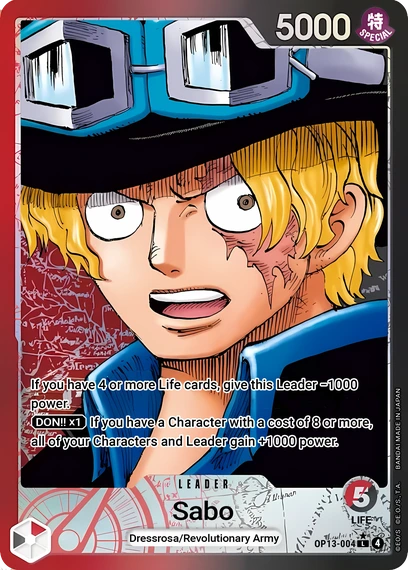 5000
特
SPECIAL
If you have 4 or more Life cards, give this Leader −1000
power.
DON!! x1 If you have a Character with a cost of 8 or more,
all of your Characters and Leader gain +1000 power.
LEADER
Sabo
Dressrosa/Revolutionary Army
5
LIFE
OP13-004 L 4
©E.O./S. ©E.O./S., T.A. BANDAI MADE IN JAPAN